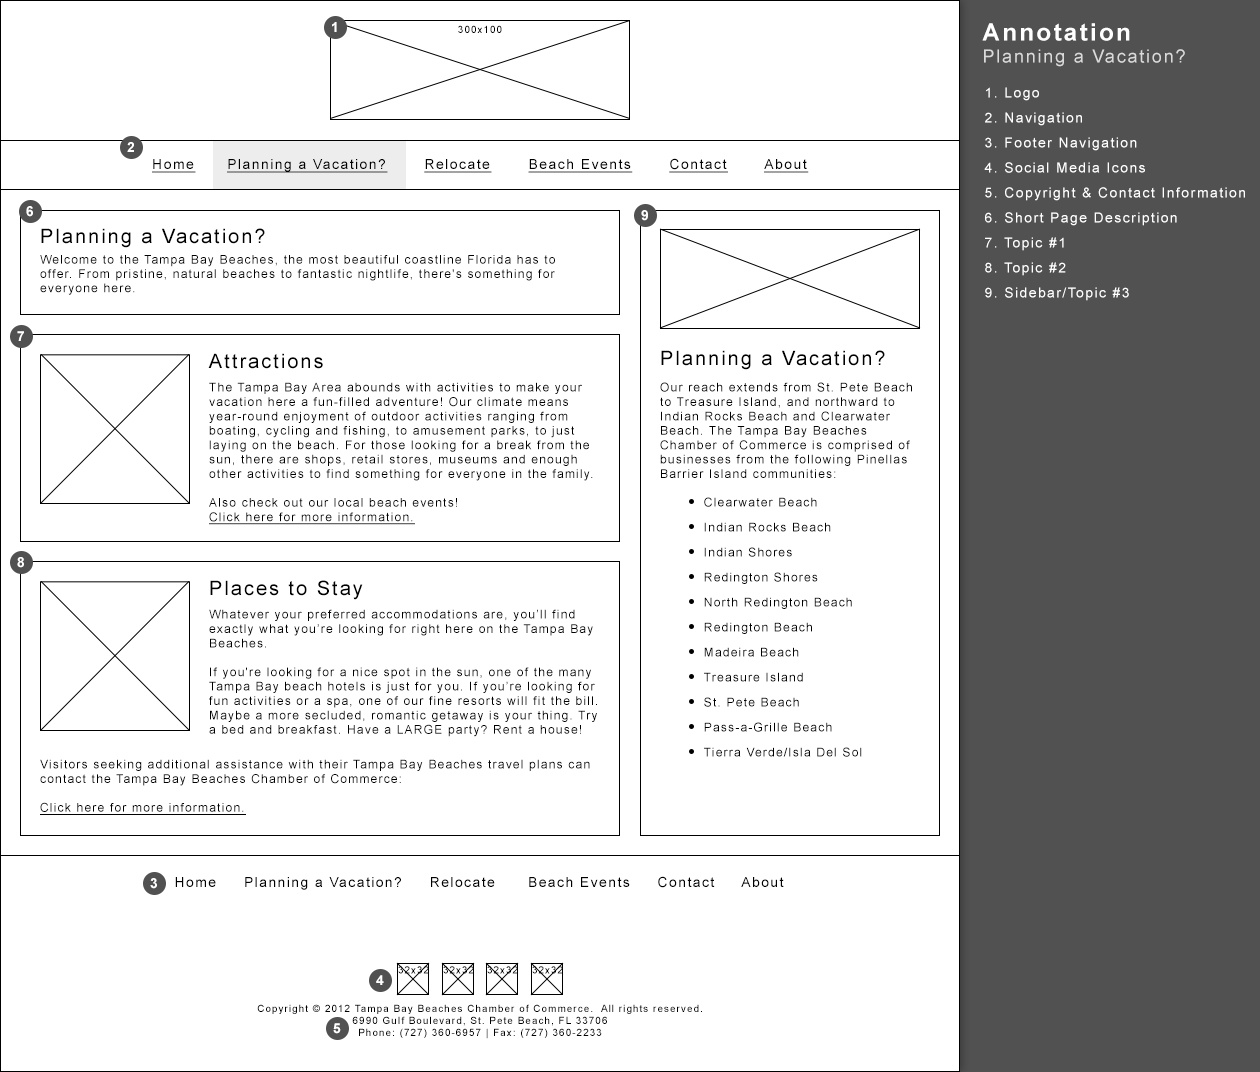 1
300x100
2
Home Planning a Vacation? Relocate Beach Events Contact About
6
Planning a Vacation?
Welcome to the Tampa Bay Beaches, the most beautiful coastline Florida has to
offer. From pristine, natural beaches to fantastic nightlife, there's something for
everyone here.
7
Attractions
The Tampa Bay Area abounds with activities to make your
vacation here a fun-filled adventure! Our climate means
year-round enjoyment of outdoor activities ranging from
boating, cycling and fishing, to amusement parks, to just
laying on the beach. For those looking for a break from the
sun, there are shops, retail stores, museums and enough
other activities to find something for everyone in the family.
Also check out our local beach events!
Click here for more information.
8
Places to Stay
Whatever your preferred accommodations are, you'll find
exactly what you're looking for right here on the Tampa Bay
Beaches.
If you're looking for a nice spot in the sun, one of the many
Tampa Bay beach hotels is just for you. If you're looking for
fun activities or a spa, one of our fine resorts will fit the bill.
Maybe a more secluded, romantic getaway is your thing. Try
a bed and breakfast. Have a LARGE party? Rent a house!
Visitors seeking additional assistance with their Tampa Bay Beaches travel plans can
contact the Tampa Bay Beaches Chamber of Commerce:
Click here for more information.
9
Planning a Vacation?
Our reach extends from St. Pete Beach
to Treasure Island, and northward to
Indian Rocks Beach and Clearwater
Beach. The Tampa Bay Beaches
Chamber of Commerce is comprised of
businesses from the following Pinellas
Barrier Island communities:
• Clearwater Beach
• Indian Rocks Beach
• Indian Shores
• Redington Shores
• North Redington Beach
• Redington Beach
• Madeira Beach
• Treasure Island
• St. Pete Beach
• Pass-a-Grille Beach
• Tierra Verde/Isla Del Sol
3
Home Planning a Vacation? Relocate Beach Events Contact About
4
32x32 32x32 32x32 32x32
Copyright © 2012 Tampa Bay Beaches Chamber of Commerce. All rights reserved.
5
6990 Gulf Boulevard, St. Pete Beach, FL 33706
Phone: (727) 360-6957 | Fax: (727) 360-2233
Annotation
Planning a Vacation?
1. Logo
2. Navigation
3. Footer Navigation
4. Social Media Icons
5. Copyright & Contact Information
6. Short Page Description
7. Topic #1
8. Topic #2
9. Sidebar/Topic #3